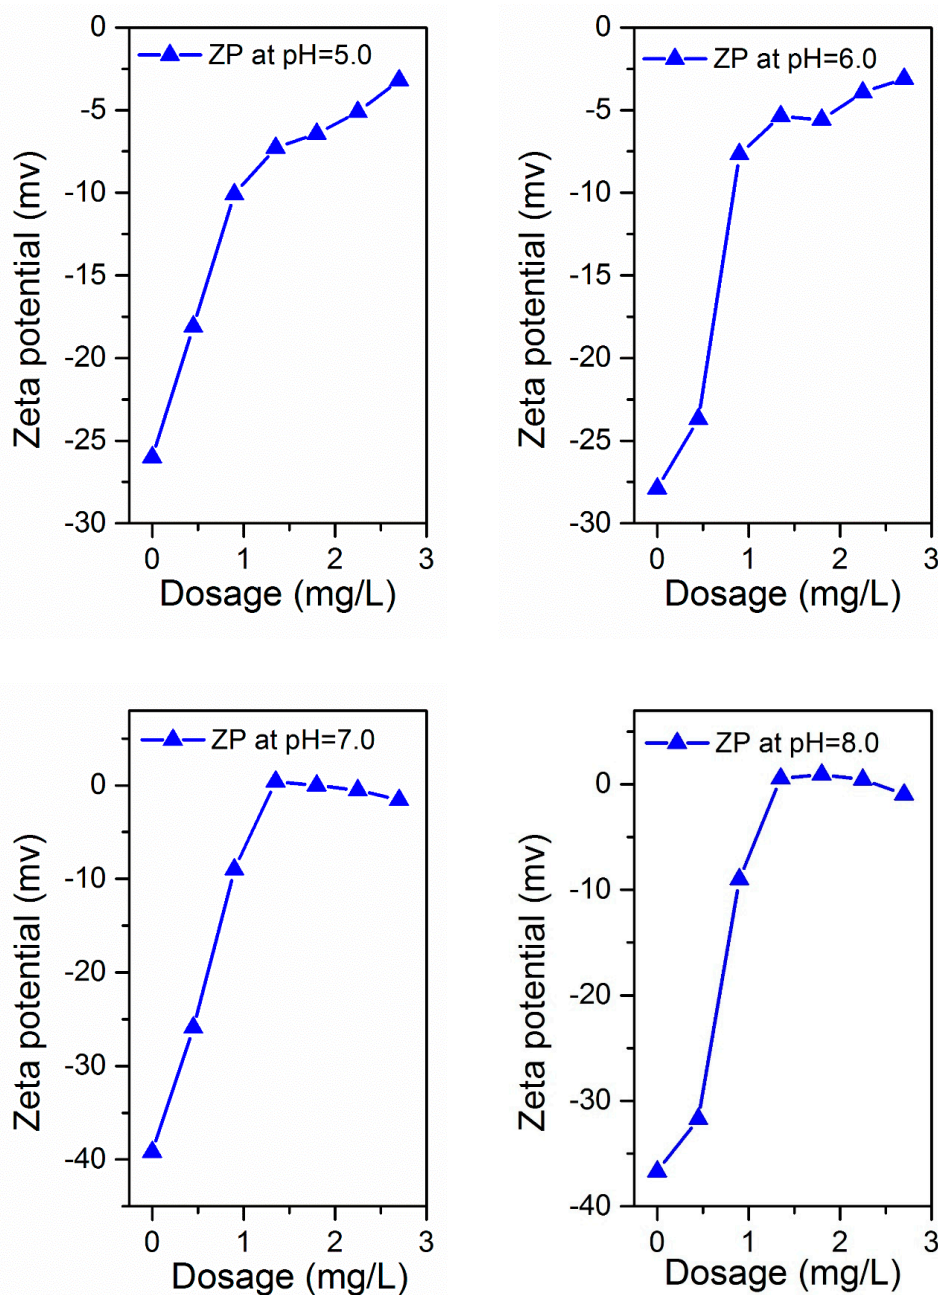 ZP at pH=5.0
0
-5
-10
-15
-20
-25
-30
Zeta potential (mv)
0 1 2 3
Dosage (mg/L)
ZP at pH=6.0
0
-5
-10
-15
-20
-25
-30
Zeta potential (mv)
0 1 2 3
Dosage (mg/L)
ZP at pH=7.0
0
-10
-20
-30
-40
Zeta potential (mv)
0 1 2 3
Dosage (mg/L)
ZP at pH=8.0
0
-10
-20
-30
-40
Zeta potential (mv)
0 1 2 3
Dosage (mg/L)